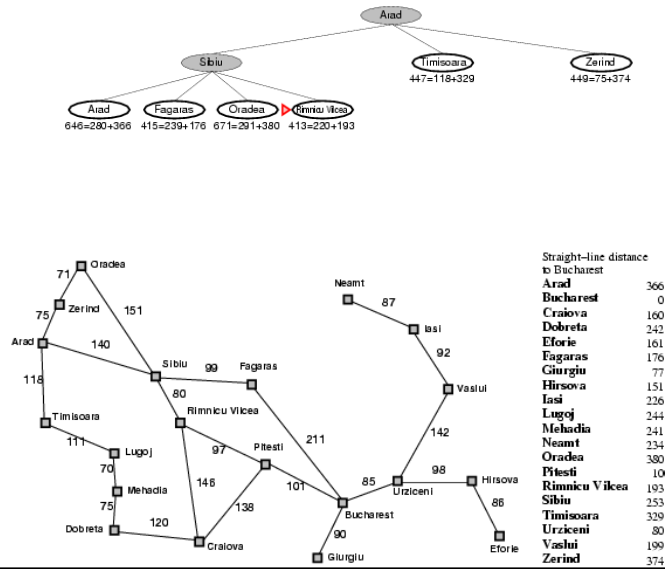 Arad
Sibiu
Timisoara
Zerind
447=118+329
449=75+374
Arad
Fagaras
Oradea
Rimnicu Vilcea
646=280+366
415=239+176
671=291+380
413=220+193
Oradea
71
Neamt
87
Zerind
151
75
Iasi
Arad
140
92
Sibiu
99
Fagaras
118
80
Vaslui
Timisoara
Rimnicu Vilcea
111
Lugoj
97
Pitesti
211
142
70
98
Hirsova
Mehadia
146
101
85
Urziceni
75
138
86
Bucharest
120
Dobreta
90
Craiova
Eforie
Giurgiu
Straight-line distance
to Bucharest
Arad 366
Bucharest 0
Craiova 160
Dobreta 242
Eforie 161
Fagaras 176
Giurgiu 77
Hirsova 151
Iasi 226
Lugoj 244
Mehadia 241
Neamt 234
Oradea 380
Pitesti 10
Rimnicu Vilcea 193
Sibiu 253
Timisoara 329
Urziceni 80
Vaslui 199
Zerind 374